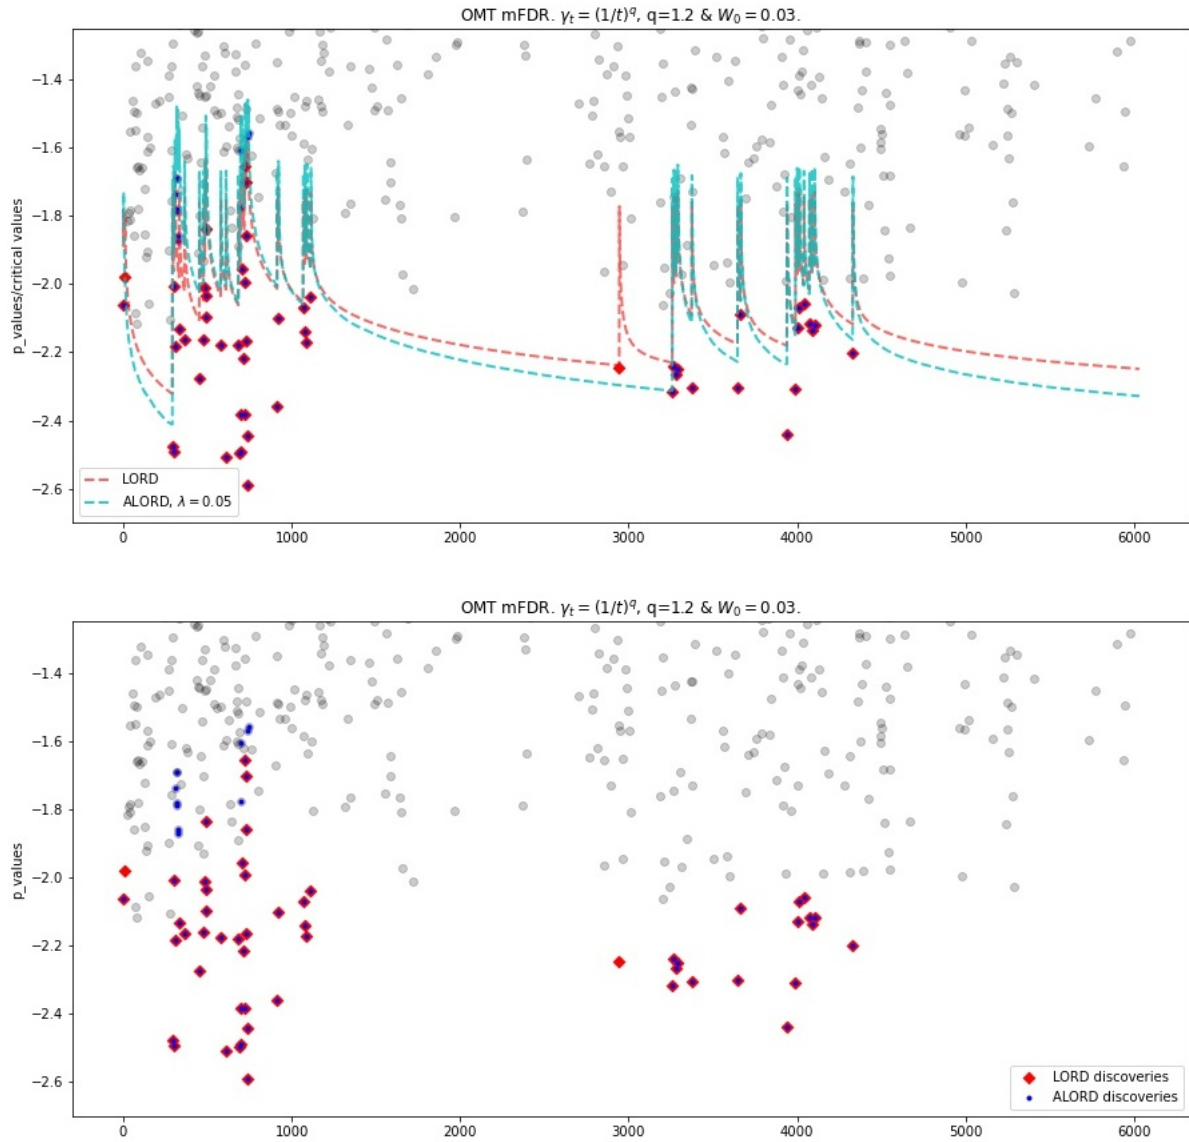 OMT mFDR. γₜ = (1/t)^q, q=1.2 & W₀ = 0.03.
p_values/critical values
−1.4
−1.6
−1.8
−2.0
−2.2
−2.4
−2.6
LORD
ALORD, λ = 0.05
0 1000 2000 3000 4000 5000 6000
OMT mFDR. γₜ = (1/t)^q, q=1.2 & W₀ = 0.03.
p_values
−1.4
−1.6
−1.8
−2.0
−2.2
−2.4
−2.6
LORD discoveries
ALORD discoveries
0 1000 2000 3000 4000 5000 6000